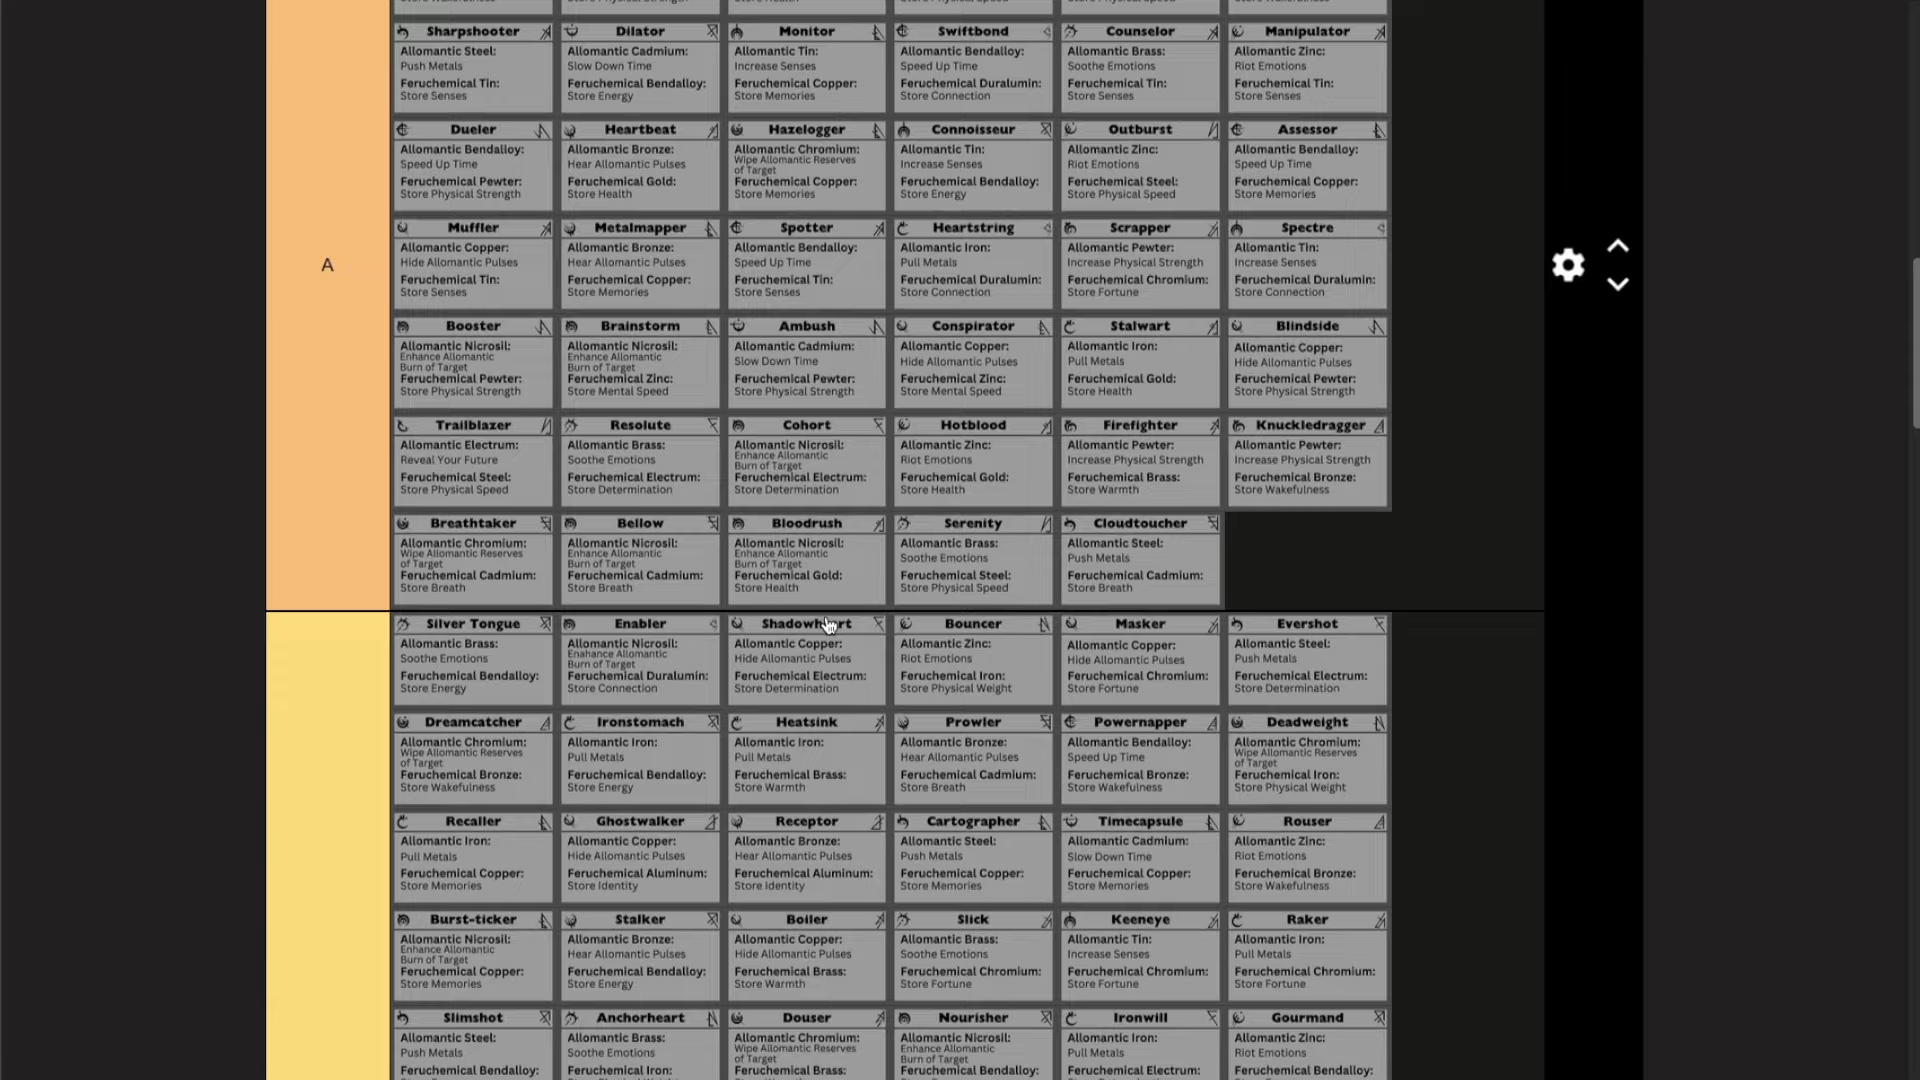 Sharpshooter Dilator Monitor Swiftbond Counselor Manipulator
Allomantic Steel: Allomantic Cadmium: Allomantic Tin: Allomantic Bendalloy: Allomantic Brass: Allomantic Zinc:
Push Metals Slow Down Time Increase Senses Speed Up Time Soothe Emotions Riot Emotions
Feruchemical Tin: Feruchemical Bendalloy: Feruchemical Copper: Feruchemical Duralumin: Feruchemical Tin: Feruchemical Tin:
Store Senses Store Energy Store Memories Store Connection Store Senses Store Senses
Dueler Heartbeat Hazelogger Connoisseur Outburst Assessor
Allomantic Bendalloy: Allomantic Bronze: Allomantic Chromium: Allomantic Tin: Allomantic Zinc: Allomantic Bendalloy:
Speed Up Time Hear Allomantic Pulses Wipe Allomantic Reserves Increase Senses Riot Emotions Speed Up Time
of Target
Feruchemical Pewter: Feruchemical Gold: Feruchemical Copper: Feruchemical Bendalloy: Feruchemical Steel: Feruchemical Copper:
Store Physical Strength Store Health Store Memories Store Energy Store Physical Speed Store Memories
Muffler Metalmapper Spotter Heartstring Scrapper Spectre
Allomantic Copper: Allomantic Bronze: Allomantic Bendalloy: Allomantic Iron: Allomantic Pewter: Allomantic Tin:
A
Hide Allomantic Pulses Hear Allomantic Pulses Speed Up Time Pull Metals Increase Physical Strength Increase Senses
Feruchemical Tin: Feruchemical Copper: Feruchemical Tin: Feruchemical Duralumin: Feruchemical Chromium: Feruchemical Duralumin:
Store Senses Store Memories Store Senses Store Connection Store Fortune Store Connection
Booster Brainstorm Ambush Conspirator Stalwart Blindside
Allomantic Nicrosil: Allomantic Nicrosil: Allomantic Cadmium: Allomantic Copper: Allomantic Iron: Allomantic Copper:
Enhance Allomantic Enhance Allomantic Slow Down Time Hide Allomantic Pulses Pull Metals Hide Allomantic Pulses
Burn of Target Burn of Target
Feruchemical Pewter: Feruchemical Zinc: Feruchemical Pewter: Feruchemical Zinc: Feruchemical Gold: Feruchemical Pewter:
Store Physical Strength Store Mental Speed Store Physical Strength Store Mental Speed Store Health Store Physical Strength
Trailblazer Resolute Cohort Hotblood Firefighter Knuckledragger
Allomantic Electrum: Allomantic Brass: Allomantic Nicrosil: Allomantic Zinc: Allomantic Pewter: Allomantic Pewter:
Reveal Your Future Soothe Emotions Enhance Allomantic Riot Emotions Increase Physical Strength Increase Physical Strength
Burn of Target
Feruchemical Steel: Feruchemical Electrum: Feruchemical Electrum: Feruchemical Gold: Feruchemical Brass: Feruchemical Bronze:
Store Physical Speed Store Determination Store Determination Store Health Store Warmth Store Wakefulness
Breathtaker Bellow Bloodrush Serenity Cloudtoucher
Allomantic Chromium: Allomantic Nicrosil: Allomantic Nicrosil: Allomantic Brass: Allomantic Steel:
Wipe Allomantic Reserves Enhance Allomantic Enhance Allomantic Soothe Emotions Push Metals
of Target Burn of Target Burn of Target
Feruchemical Cadmium: Feruchemical Cadmium: Feruchemical Gold: Feruchemical Steel: Feruchemical Cadmium:
Store Breath Store Breath Store Health Store Physical Speed Store Breath
Silver Tongue Enabler Bouncer Masker Evershot
Allomantic Brass: Allomantic Nicrosil: Allomantic Copper: Allomantic Zinc: Allomantic Copper: Allomantic Steel:
Soothe Emotions Enahance Allomantic Hide Allomantic Pulses Riot Emotions Hide Allomantic Pulses Push Metals
Burn of Target
Feruchemical Bendalloy: Feruchemical Duralumin: Feruchemical Electrum: Feruchemical Iron: Feruchemical Chromium: Feruchemical Electrum:
Store Energy Store Connection Store Determination Store Physical Weight Store Fortune Store Determination
Dreamcatcher Ironstomach Heatsink Prowler Powernapper Deadweight
Allomantic Chromium: Allomantic Iron: Allomantic Iron: Allomantic Bronze: Allomantic Bendalloy: Allomantic Chromium:
Wipe Allomantic Reserves Pull Metals Pull Metals Hear Allomantic Pulses Speed Up Time Wipe Allomantic Reserves
of Target of Target
Feruchemical Bronze: Feruchemical Bendalloy: Feruchemical Brass: Feruchemical Cadmium: Feruchemical Bronze: Feruchemical Iron:
Store Wakefulness Store Energy Store Warmth Store Breath Store Wakefulness Store Physical Weight
Recaller Ghostwalker Receptor Cartographer Timecapsule Rouser
Allomantic Iron: Allomantic Copper: Allomantic Bronze: Allomantic Steel: Allomantic Cadmium: Allomantic Zinc:
Pull Metals Hide Allomantic Pulses Hear Allomantic Pulses Push Metals Slow Down Time Riot Emotions
Feruchemical Copper: Feruchemical Aluminum: Feruchemical Aluminum: Feruchemical Copper: Feruchemical Copper: Feruchemical Bronze:
Store Memories Store Identity Store Identity Store Memories Store Memories Store Wakefulness
Burst-ticker Stalker Boiler Slick Keeneye Raker
Allomantic Nicrosil: Allomantic Bronze: Allomantic Copper: Allomantic Brass: Allomantic Tin: Allomantic Iron:
Enhance Allomantic Hear Allomantic Pulses Hide Allomantic Pulses Soothe Emotions Increase Senses Pull Metals
Burn of Target
Feruchemical Copper: Feruchemical Bendalloy: Feruchemical Brass: Feruchemical Chromium: Feruchemical Chromium: Feruchemical Chromium:
Store Memories Store Energy Store Warmth Store Fortune Store Fortune Store Fortune
Slimshot Anchorheart Douser Nourisher Ironwill Gourmand
Allomantic Steel: Allomantic Brass: Allomantic Chromium: Allomantic Nicrosil: Allomantic Iron: Allomantic Zinc:
Push Metals Soothe Emotions Wipe Allomantic Reserves Enhance Allomantic Pull Metals Riot Emotions
of Target Burn of Target
Feruchemical Bendalloy: Feruchemical Iron: Feruchemical Brass: Feruchemical Bendalloy: Feruchemical Electrum: Feruchemical Bendalloy: